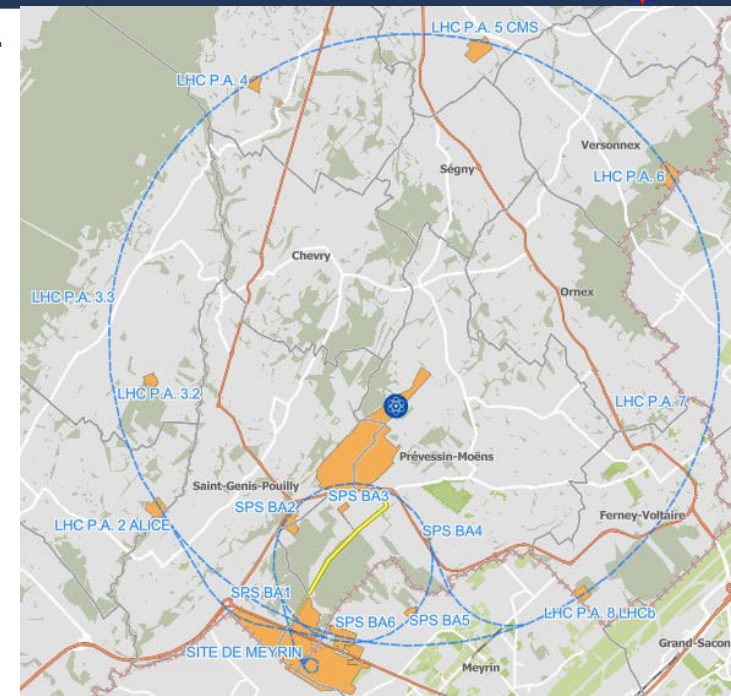 LHC P.A. 5 CMS
LHC P.A. 4
Versonnex
Ségny
LHC P.A. 6
Chevry
Ornex
LHC P.A. 3.3
LHC P.A. 3.2
LHC P.A. 7
Prévessin-Moëns
Saint-Genis-Pouilly
SPS BA3
SPS BA2
Ferney-Voltaire
LHC P.A. 2 ALICE
SPS BA4
SPS BA1
LHC P.A. 8 LHCb
SPS BA6
SPS BA5
Grand-Sacon
SITE DE MEYRIN
Meyrin